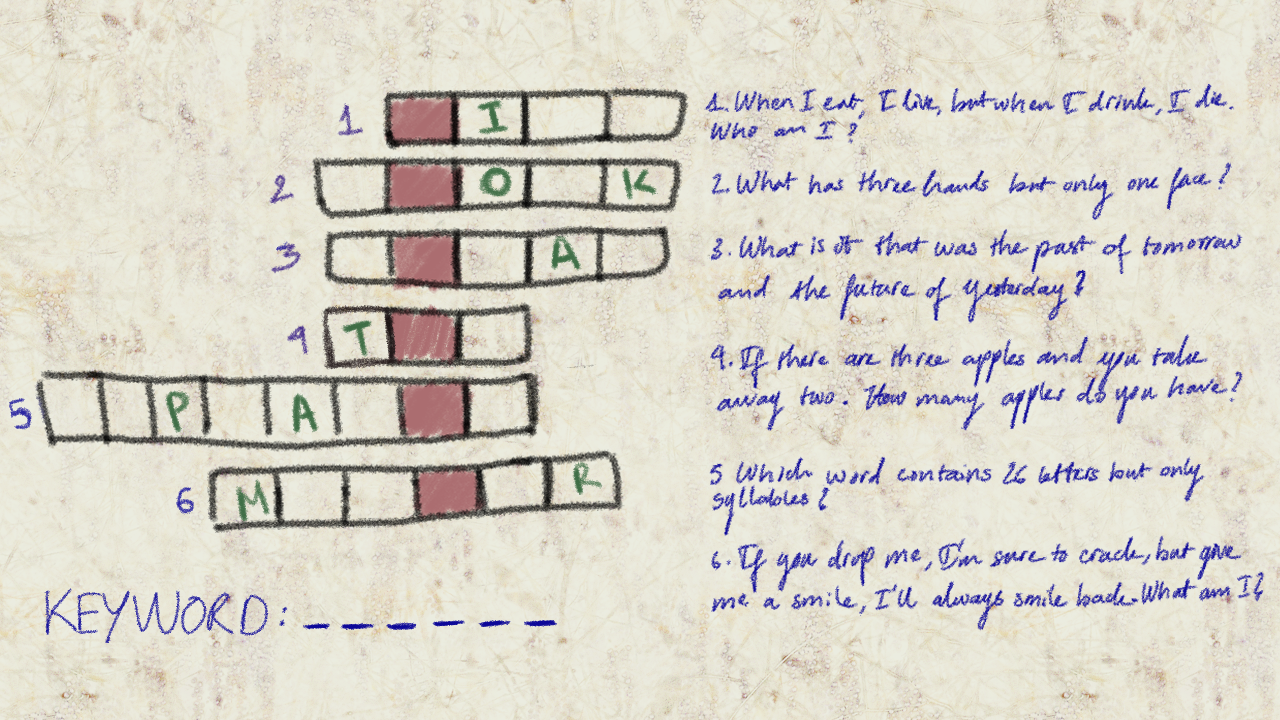 1 I
1. When I eat, I live, but when I drink, I die.
Who am I?
2 O K
2. What has three hands but only one face?
3 A
3. What is it that was the past of tomorrow
and the future of yesterday?
4 T
4. If there are three apples and you take
away two. How many apples do you have?
5 P A
5 Which word contains 26 letters but only
syllables?
6 M R
6. If you drop me, I'm sure to crack, but give
me a smile, I'll always smile back. What am I?
KEYWORD: _ _ _ _ _ _